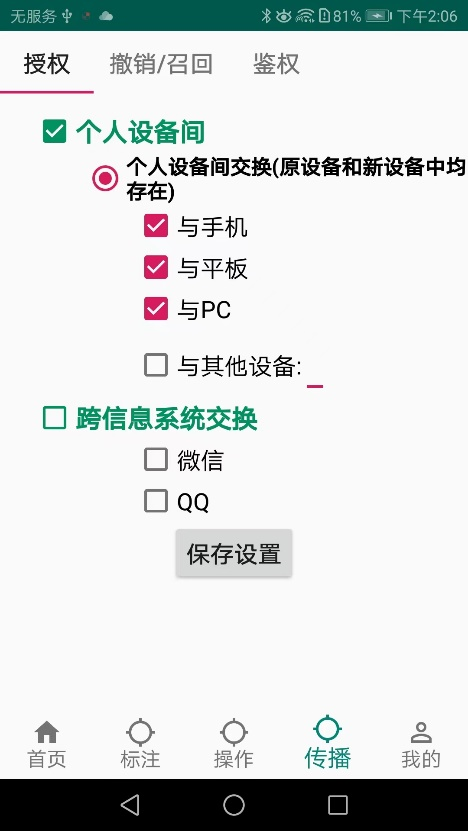 无服务 81% 下午2:06
授权 撤销/召回 鉴权
个人设备间
个人设备间交换(原设备和新设备中均
存在)
与手机
与平板
与PC
与其他设备:
跨信息系统交换
微信
QQ
保存设置
首页 标注 操作 传播 我的